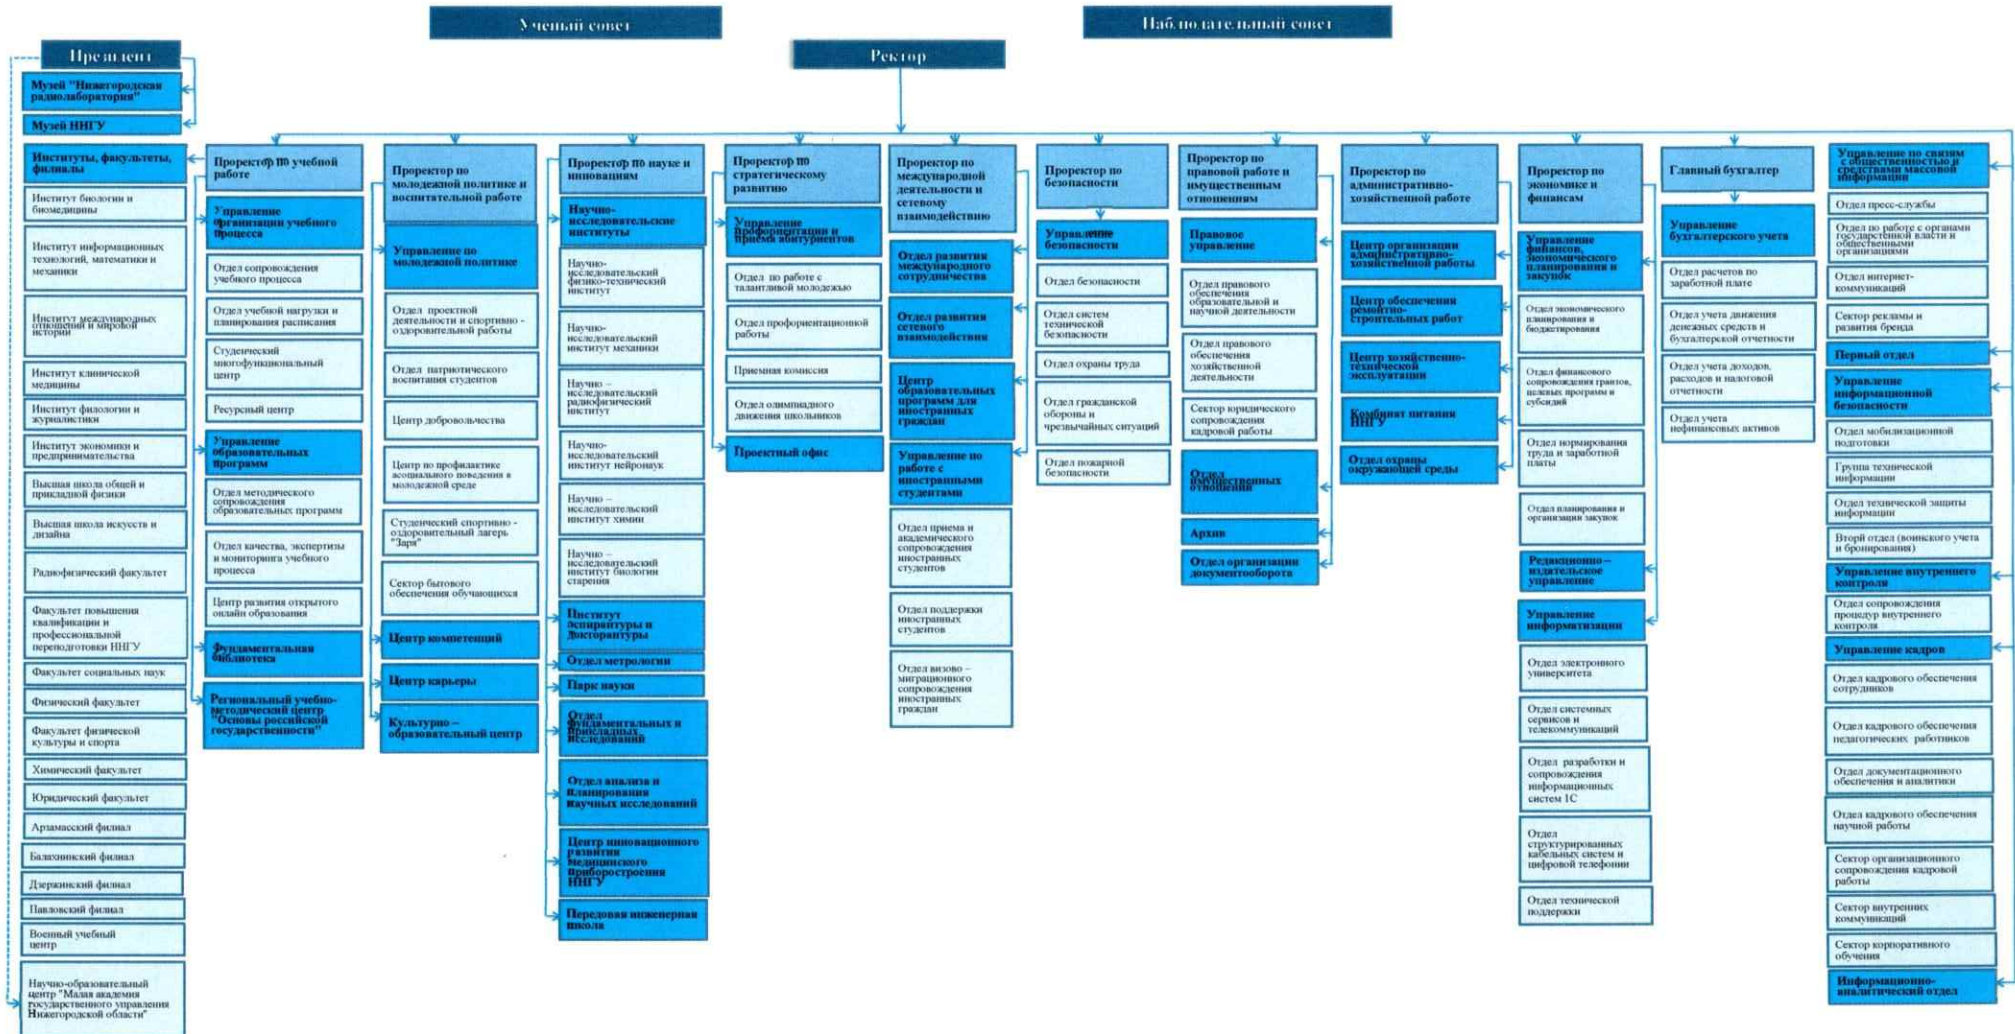 Ученый совет
Наблюдательный совет
Президент
Ректор
Музей "Нижегородская
радиолаборатория"
Музей ННГУ
Институты, факультеты,
филиалы
Институт биологии и
биомедицины
Институт информационных
технологий, математики и
механики
Институт международных
отношений и мировой
истории
Институт клинической
медицины
Институт филологии и
журналистики
Институт экономики и
предпринимательства
Высшая школа общей и
прикладной физики
Высшая школа искусств и
дизайна
Радиофизический факультет
Факультет повышения
квалификации и
профессиональной
переподготовки ННГУ
Факультет социальных наук
Физический факультет
Факультет физической
культуры и спорта
Химический факультет
Юридический факультет
Арзамасский филиал
Балахнинский филиал
Дзержинский филиал
Павловский филиал
Военный учебный
центр
Научно-образовательный
центр "Малая академия
государственного управления
Нижегородской области"
Проректор по учебной
работе
Управление
организации учебного
процесса
Отдел сопровождения
учебного процесса
Отдел учебной нагрузки и
планирования расписания
Студенческий
многофункциональный
центр
Ресурсный центр
Управление
образовательных
программ
Отдел методического
сопровождения
образовательных программ
Отдел качества, экспертизы
и мониторинга учебного
процесса
Центр развития открытого
онлайн образования
Фундаментальная
библиотека
Региональный учебно-
методический центр
"Основы российской
государственности"
Проректор по
молодежной политике и
воспитательной работе
Управление по
молодежной политике
Отдел проектной
деятельности и спортивно -
оздоровительной работы
Отдел патриотического
воспитания студентов
Центр добровольчества
Центр по профилактике
асоциального поведения в
молодежной среде
Студенческий спортивно -
оздоровительный лагерь
"Заря"
Сектор бытового
обеспечения обучающихся
Центр компетенций
Центр карьеры
Культурно –
образовательный центр
Проректор по науке и
инновациям
Научно-
исследовательские
институты
Научно-
исследовательский
физико-технический
институт
Научно-
исследовательский
институт механики
Научно –
исследовательский
радиофизический
институт
Научно-
исследовательский
институт нейронаук
Научно –
исследовательский
институт химии
Научно –
исследовательский
институт биологии
старения
Институт
аспирантуры и
докторантуры
Отдел метрологии
Парк науки
Отдел
фундаментальных и
прикладных
исследований
Отдел анализа и
планирования
научных исследований
Центр инновационного
развития
медицинского
приборостроения
ННГУ
Передовая инженерная
школа
Проректор по
стратегическому
развитию
Управление
профориентации и
приема абитуриентов
Отдел по работе с
талантливой молодежью
Отдел профориентационной
работы
Приемная комиссия
Отдел олимпиадного
движения школьников
Проектный офис
Проректор по
международной
деятельности и
сетевому
взаимодействию
Отдел развития
международного
сотрудничества
Отдел развития
сетевого
взаимодействия
Центр
образовательных
программ для
иностранных
граждан
Управление по
работе с
иностранными
студентами
Отдел приема и
академического
сопровождения
иностранных
студентов
Отдел поддержки
иностранных
студентов
Отдел визово –
миграционного
сопровождения
иностранных
граждан
Проректор по
безопасности
Управление
безопасности
Отдел безопасности
Отдел систем
технической
безопасности
Отдел охраны труда
Отдел гражданской
обороны и
чрезвычайных ситуаций
Отдел пожарной
безопасности
Проректор по
правовой работе и
имущественным
отношениям
Правовое
управление
Отдел правового
обеспечения
образовательной и
научной деятельности
Отдел правового
обеспечения
хозяйственной
деятельности
Сектор юридического
сопровождения
кадровой работы
Отдел
имущественных
отношений
Архив
Отдел организации
документооборота
Проректор по
административно-
хозяйственной работе
Центр организации
административно-
хозяйственной работы
Центр обеспечения
ремонтно-
строительных работ
Центр хозяйственно-
технической
эксплуатации
Комбинат питания
ННГУ
Отдел охраны
окружающей среды
Проректор по
экономике и
финансам
Управление
финансов,
экономического
планирования и
закупок
Отдел экономического
планирования и
бюджетирования
Отдел финансового
сопровождения грантов,
целевых программ и
субсидий
Отдел нормирования
труда и заработной
платы
Отдел планирования и
организации закупок
Редакционно –
издательское
управление
Управление
информатизации
Отдел электронного
университета
Отдел системных
сервисов и
телекоммуникаций
Отдел разработки и
сопровождения
информационных
систем 1С
Отдел
структурированных
кабельных систем и
цифровой телефонии
Отдел технической
поддержки
Главный бухгалтер
Управление
бухгалтерского учета
Отдел расчетов по
заработной плате
Отдел учета движения
денежных средств и
бухгалтерской отчетности
Отдел учета доходов,
расходов и налоговой
отчетности
Отдел учета
нефинансовых активов
Управление по связям
с общественностью и
средствами массовой
информации
Отдел пресс-службы
Отдел по работе с органами
государственной власти и
общественными
организациями
Отдел интернет-
коммуникаций
Сектор рекламы и
развития бренда
Первый отдел
Управление
информационной
безопасности
Отдел мобилизационной
подготовки
Группа технической
информации
Отдел технической защиты
информации
Вторй отдел (воинского учета
и бронирования)
Управление внутреннего
контроля
Отдел сопровождения
процедур внутреннего
контроля
Управление кадров
Отдел кадрового обеспечения
сотрудников
Отдел кадрового обеспечения
педагогических работников
Отдел документационного
обеспечения и аналитики
Отдел кадрового обеспечения
научной работы
Сектор организационного
сопровождения кадровой
работы
Сектор внутренних
коммуникаций
Сектор корпоративного
обучения
Информационно-
аналитический отдел